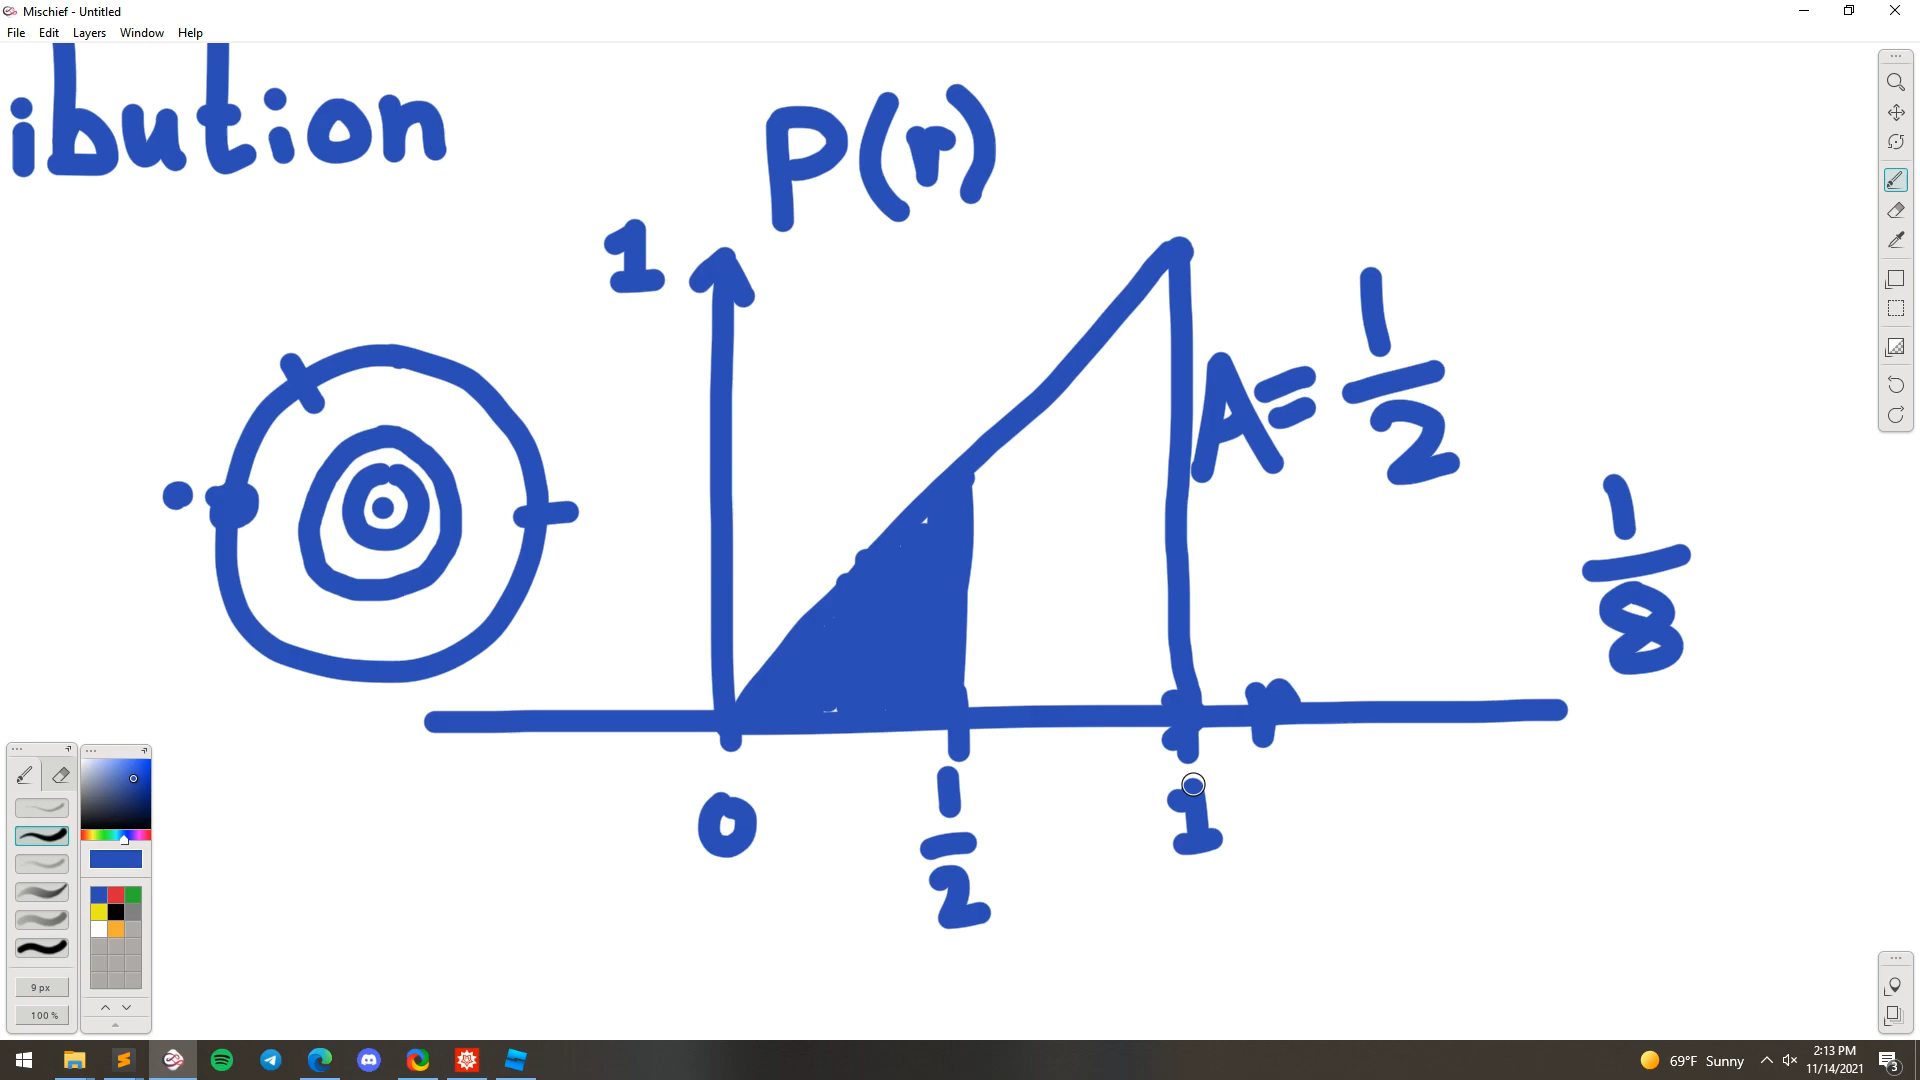 Mischief - Untitled
File Edit Layers Window Help
ibution
P(r)
1
A = 1/2
1/8
0
1/2
1
r
9 px
100 %
69°F Sunny
2:13 PM
11/14/2021
3